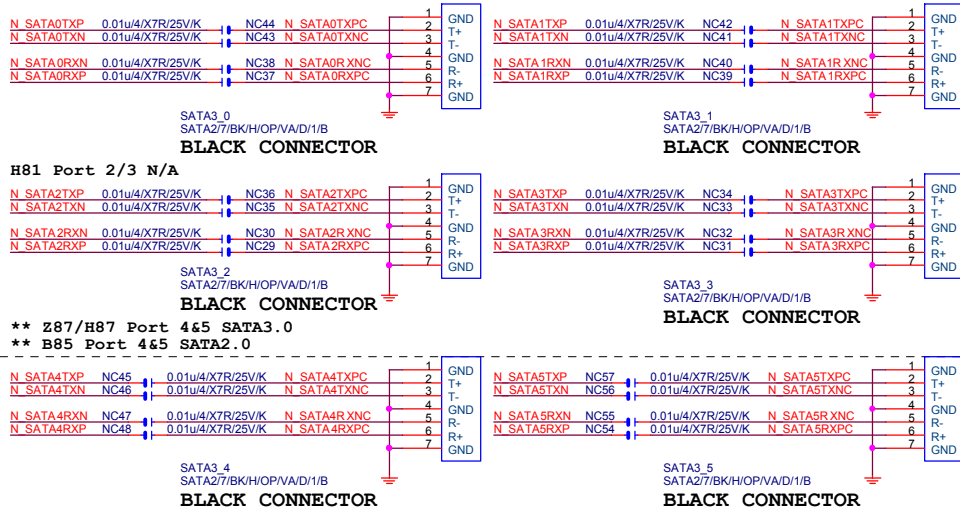 N_SATA0TXP 0.01u/4/X7R/25V/K NC44 N_SATA0TXPC
N_SATA0TXN 0.01u/4/X7R/25V/K NC43 N_SATA0TXNC
N_SATA0RXN 0.01u/4/X7R/25V/K NC38 N_SATA0RXNC
N_SATA0RXP 0.01u/4/X7R/25V/K NC37 N_SATA0RXPC
1 GND
2 T+
3 T-
4 GND
5 R-
6 R+
7 GND
SATA3_0
SATA2/7/BK/H/OP/VA/D/1/B
BLACK CONNECTOR
N_SATA1TXP 0.01u/4/X7R/25V/K NC42 N_SATA1TXPC
N_SATA1TXN 0.01u/4/X7R/25V/K NC41 N_SATA1TXNC
N_SATA1RXN 0.01u/4/X7R/25V/K NC40 N_SATA1RXNC
N_SATA1RXP 0.01u/4/X7R/25V/K NC39 N_SATA1RXPC
1 GND
2 T+
3 T-
4 GND
5 R-
6 R+
7 GND
SATA3_1
SATA2/7/BK/H/OP/VA/D/1/B
BLACK CONNECTOR
H81 Port 2/3 N/A
N_SATA2TXP 0.01u/4/X7R/25V/K NC36 N_SATA2TXPC
N_SATA2TXN 0.01u/4/X7R/25V/K NC35 N_SATA2TXNC
N_SATA2RXN 0.01u/4/X7R/25V/K NC30 N_SATA2RXNC
N_SATA2RXP 0.01u/4/X7R/25V/K NC29 N_SATA2RXPC
1 GND
2 T+
3 T-
4 GND
5 R-
6 R+
7 GND
SATA3_2
SATA2/7/BK/H/OP/VA/D/1/B
BLACK CONNECTOR
N_SATA3TXP 0.01u/4/X7R/25V/K NC34 N_SATA3TXPC
N_SATA3TXN 0.01u/4/X7R/25V/K NC33 N_SATA3TXNC
N_SATA3RXN 0.01u/4/X7R/25V/K NC32 N_SATA3RXNC
N_SATA3RXP 0.01u/4/X7R/25V/K NC31 N_SATA3RXPC
1 GND
2 T+
3 T-
4 GND
5 R-
6 R+
7 GND
SATA3_3
SATA2/7/BK/H/OP/VA/D/1/B
BLACK CONNECTOR
** Z87/H87 Port 4&5 SATA3.0
** B85 Port 4&5 SATA2.0
N_SATA4TXP NC45 0.01u/4/X7R/25V/K N_SATA4TXPC
N_SATA4TXN NC46 0.01u/4/X7R/25V/K N_SATA4TXNC
N_SATA4RXN NC47 0.01u/4/X7R/25V/K N_SATA4RXNC
N_SATA4RXP NC48 0.01u/4/X7R/25V/K N_SATA4RXPC
1 GND
2 T+
3 T-
4 GND
5 R-
6 R+
7 GND
SATA3_4
SATA2/7/BK/H/OP/VA/D/1/B
BLACK CONNECTOR
N_SATA5TXP NC57 0.01u/4/X7R/25V/K N_SATA5TXPC
N_SATA5TXN NC56 0.01u/4/X7R/25V/K N_SATA5TXNC
N_SATA5RXN NC55 0.01u/4/X7R/25V/K N_SATA5RXNC
N_SATA5RXP NC54 0.01u/4/X7R/25V/K N_SATA5RXPC
1 GND
2 T+
3 T-
4 GND
5 R-
6 R+
7 GND
SATA3_5
SATA2/7/BK/H/OP/VA/D/1/B
BLACK CONNECTOR